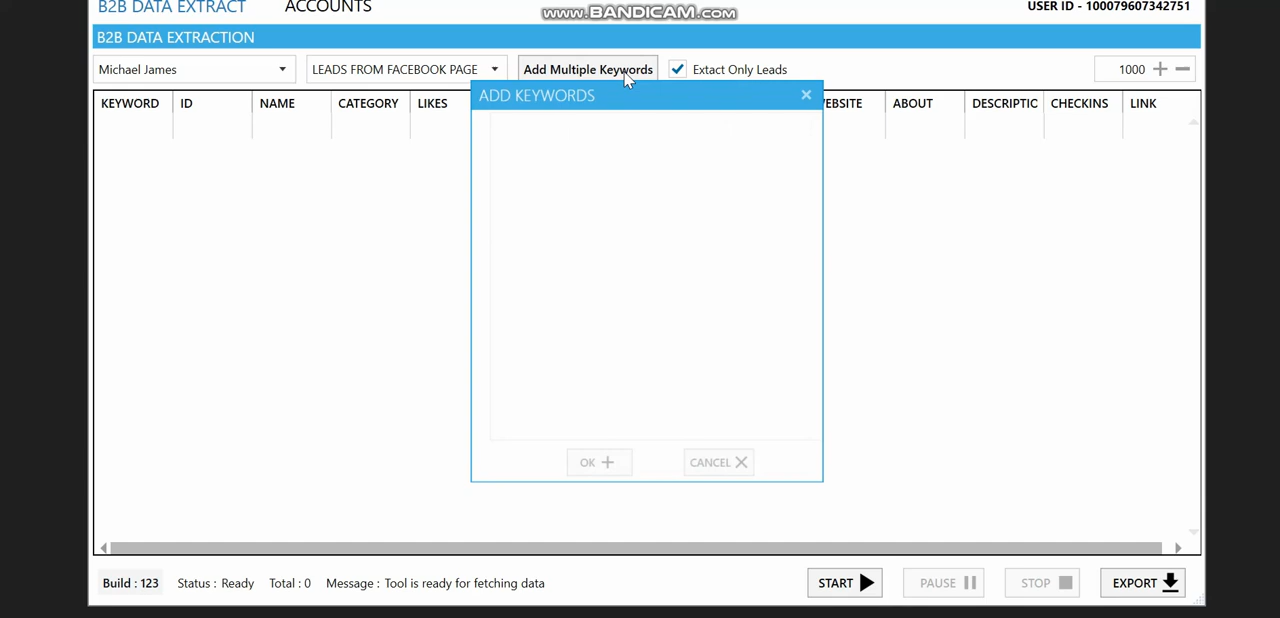 B2B DATA EXTRACT ACCOUNTS www.BANDICAM.com USER ID - 100079607342751
B2B DATA EXTRACTION
Michael James LEADS FROM FACEBOOK PAGE Add Multiple Keywords Extact Only Leads 1000
ADD KEYWORDS
KEYWORD ID NAME CATEGORY LIKES EBSITE ABOUT DESCRIPTIC CHECKINS LINK
OK CANCEL
Build : 123 Status : Ready Total : 0 Message : Tool is ready for fetching data START PAUSE STOP EXPORT